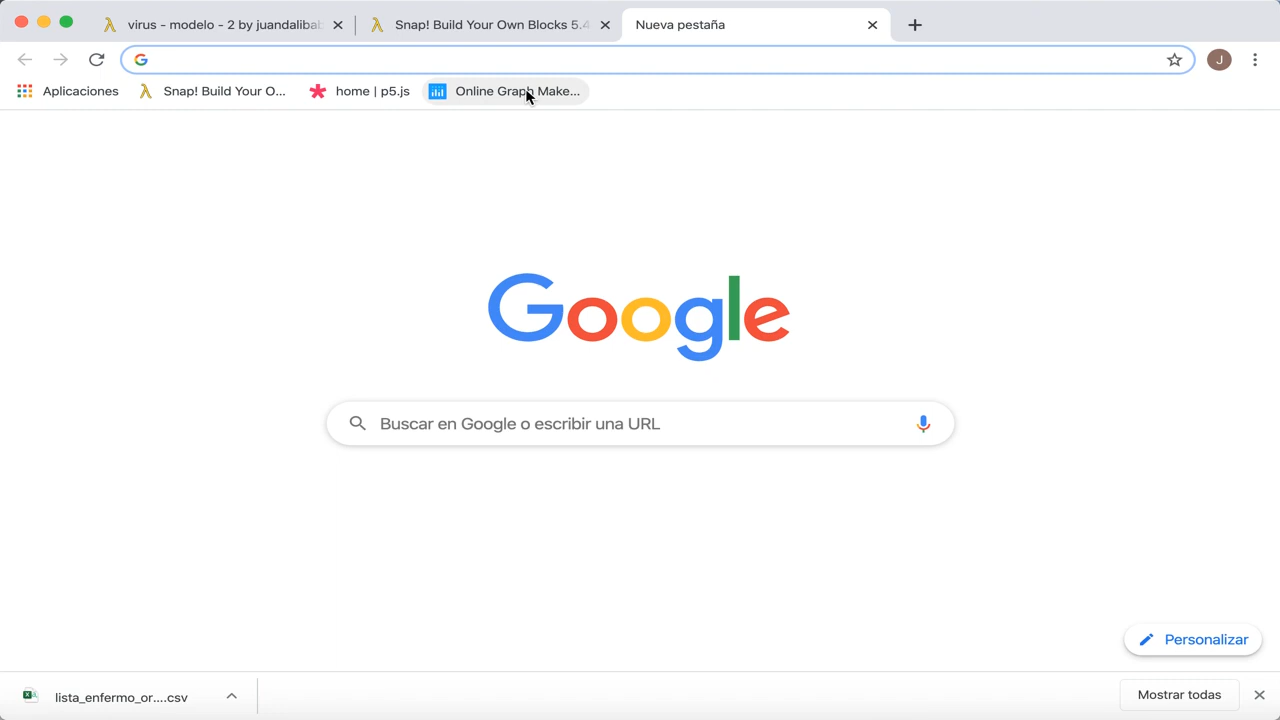 virus - modelo - 2 by juandalibab
Snap! Build Your Own Blocks 5.4
Nueva pestaña
J
Aplicaciones
Snap! Build Your O...
home | p5.js
Online Graph Make...
Google
Buscar en Google o escribir una URL
Personalizar
lista_enfermo_or....csv
Mostrar todas